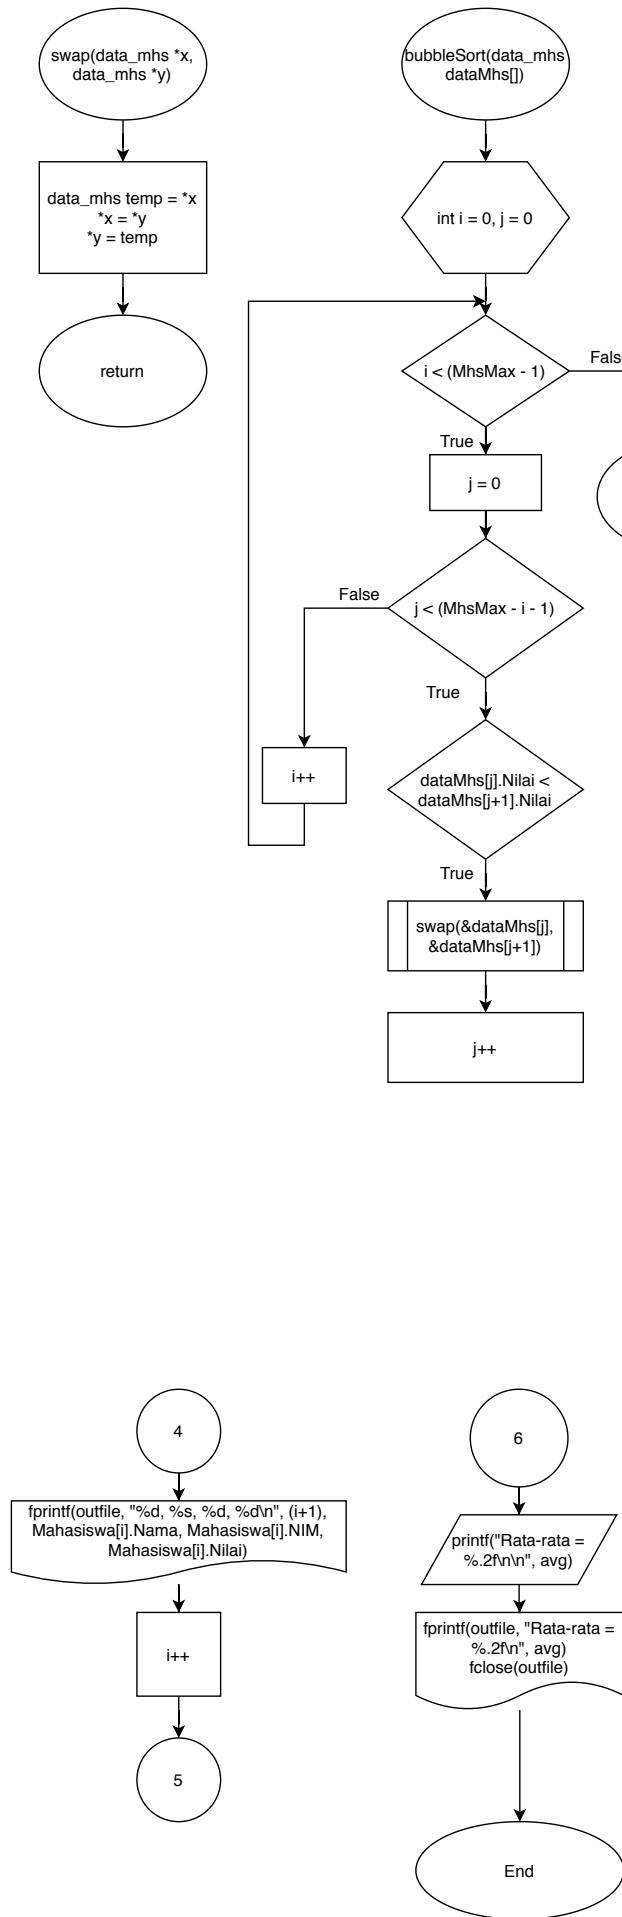 swap(data_mhs *x,
data_mhs *y)
data_mhs temp = *x
*x = *y
*y = temp
return
bubbleSort(data_mhs
dataMhs[])
int i = 0, j = 0
i < (MhsMax - 1)
False
True
j = 0
j < (MhsMax - i - 1)
False
True
i++
dataMhs[j].Nilai <
dataMhs[j+1].Nilai
True
swap(&dataMhs[j],
&dataMhs[j+1])
j++
4
fprintf(outfile, "%d, %s, %d, %d\n", (i+1),
Mahasiswa[i].Nama, Mahasiswa[i].NIM,
Mahasiswa[i].Nilai)
i++
5
6
printf("Rata-rata =
%.2f\n\n", avg)
fprintf(outfile, "Rata-rata =
%.2f\n", avg)
fclose(outfile)
End